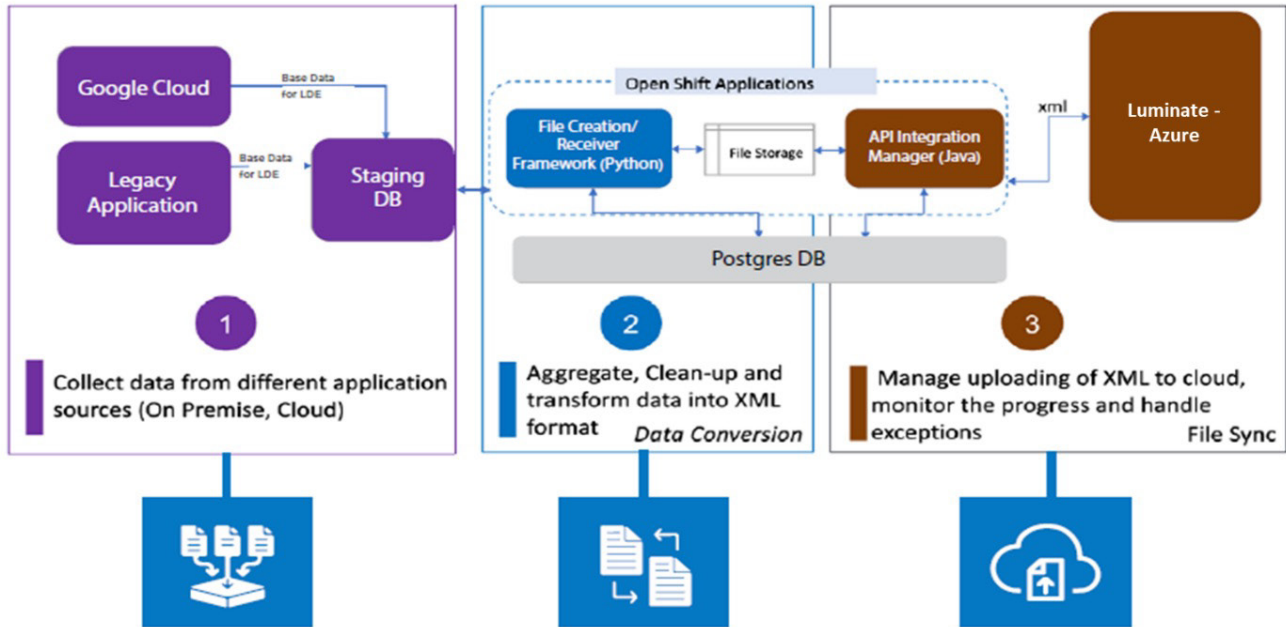 Google Cloud
Base Data
for LDE
Legacy
Application
Base Data
for LDE
Staging
DB
1
Collect data from different application
sources (On Premise, Cloud)
Open Shift Applications
File Creation/
Receiver
Framework (Python)
File Storage
API Integration
Manager (Java)
Postgres DB
2
Aggregate, Clean-up and
transform data into XML
format
Data Conversion
xml
Luminate -
Azure
3
Manage uploading of XML to cloud,
monitor the progress and handle
exceptions
File Sync